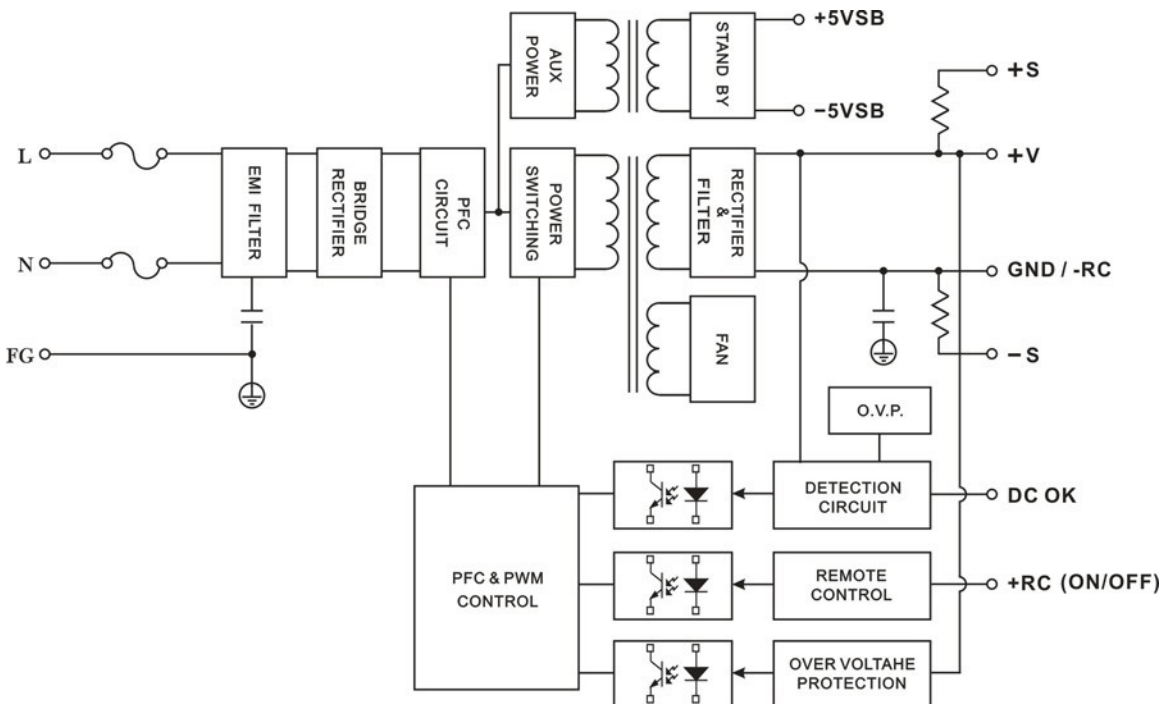 AUX
POWER
STAND BY
+5VSB
−5VSB
+S
L
N
FG
EMI FILTER
BRIDGE
RECTIFIER
PFC
CIRCUIT
POWER
SWITCHING
RECTIFIER
&
FILTER
+V
GND / -RC
−S
FAN
O.V.P.
DETECTION
CIRCUIT
DC OK
PFC & PWM
CONTROL
REMOTE
CONTROL
+RC (ON/OFF)
OVER VOLTAHE
PROTECTION